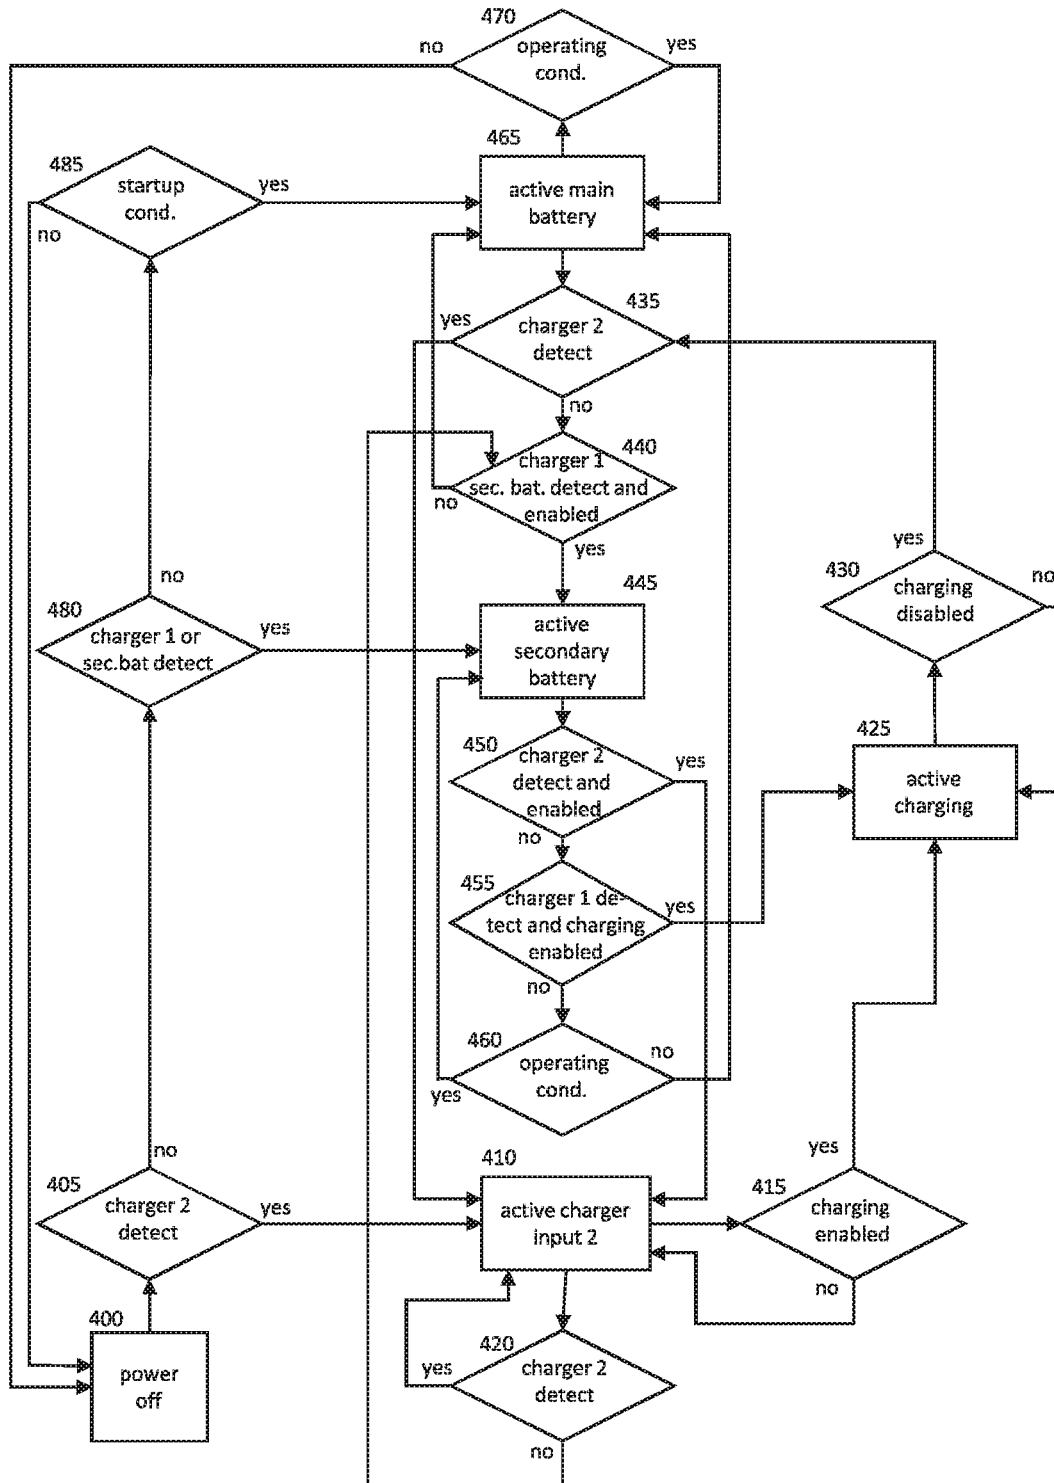 470
no
operating
cond.
yes
465
485
startup
cond.
yes
no
active main
battery
435
yes
charger 2
detect
no
440
charger 1
sec. bat. detect and
enabled
no
yes
430
yes
no
charging
disabled
no
480
charger 1 or
sec.bat detect
yes
445
active
secondary
battery
425
active
charging
450
charger 2
detect and
enabled
yes
no
455
charger 1 de-
tect and charging
enabled
yes
no
460
operating
cond.
no
yes
no
405
charger 2
detect
yes
410
active charger
input 2
yes
415
charging
enabled
no
400
power
off
420
yes
charger 2
detect
no